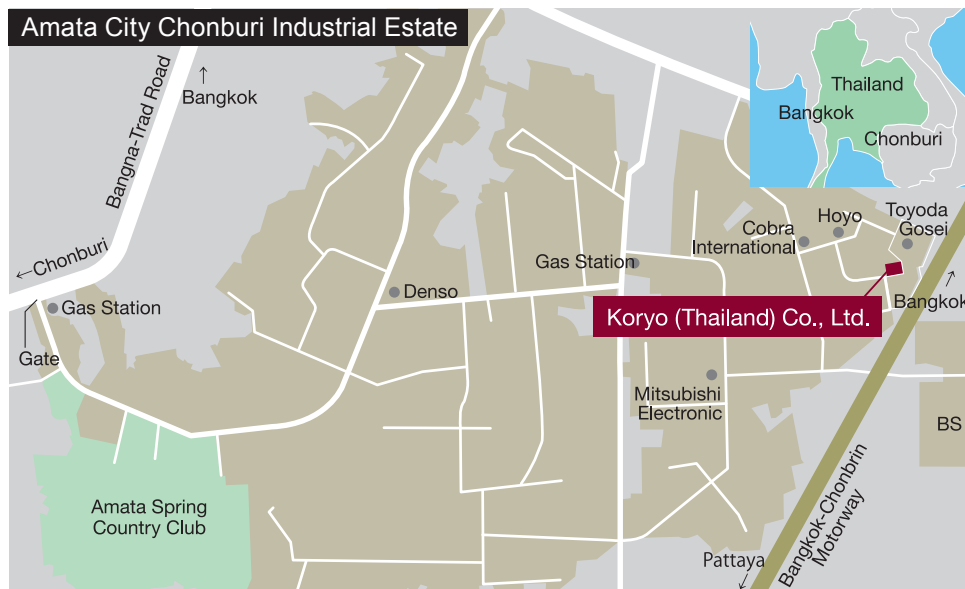 Amata City Chonburi Industrial Estate
↑
Bangkok
Bangna-Trad Road
←Chonburi
Gas Station
Gate
Denso
Gas Station
Cobra
International
Hoyo
Toyoda
Gosei
Thailand
Bangkok
Chonburi
↑
Bangkok
Koryo (Thailand) Co., Ltd.
Mitsubishi
Electronic
BS
Amata Spring
Country Club
Pattaya
↓
Bangkok-Chonbrin
Motorway